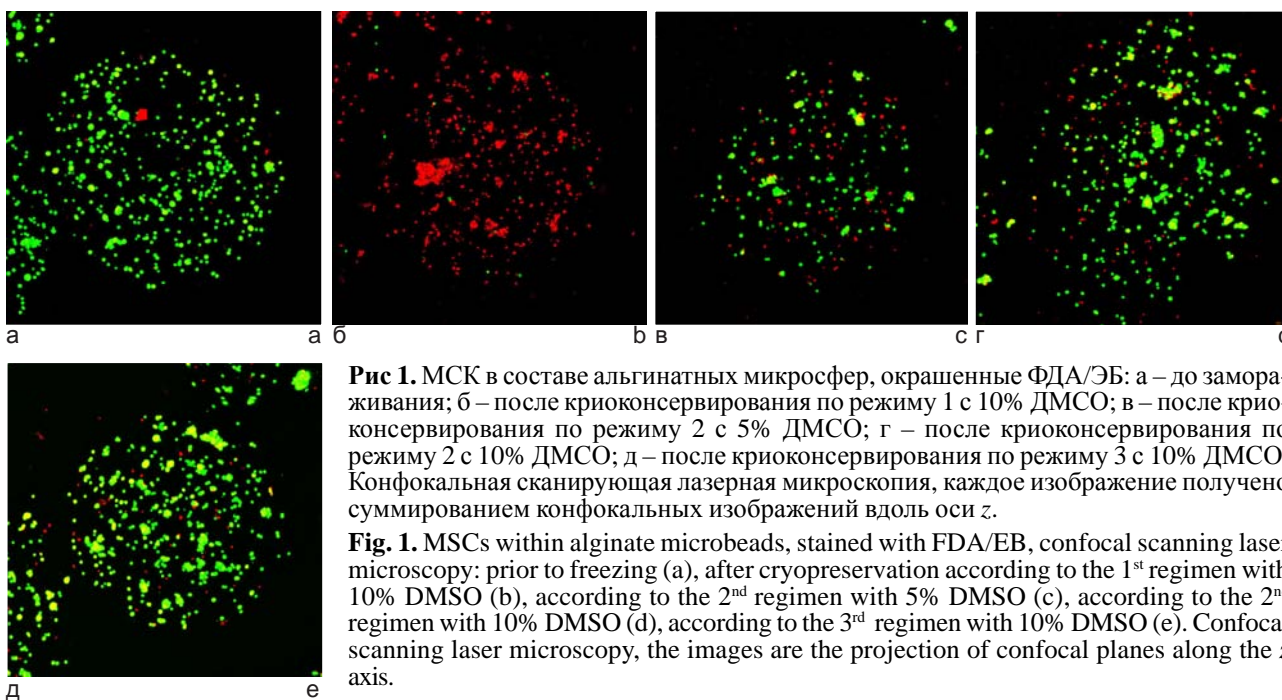 а a б b в c г d
Рис 1. МСК в составе альгинатных микросфер, окрашенные ФДА/ЭБ: а – до замора-
живания; б – после криоконсервирования по режиму 1 с 10% ДМСО; в – после крио-
консервирования по режиму 2 с 5% ДМСО; г – после криоконсервирования по
режиму 2 с 10% ДМСО; д – после криоконсервирования по режиму 3 с 10% ДМСО
Конфокальная сканирующая лазерная микроскопия, каждое изображение получено
суммированием конфокальных изображений вдоль оси z.
Fig. 1. MSCs within alginate microbeads, stained with FDA/EB, confocal scanning laser
microscopy: prior to freezing (a), after cryopreservation according to the 1st regimen with
10% DMSO (b), according to the 2nd regimen with 5% DMSO (c), according to the 2n
regimen with 10% DMSO (d), according to the 3rd regimen with 10% DMSO (e). Confocal
scanning laser microscopy, the images are the projection of confocal planes along the z
axis.
д e